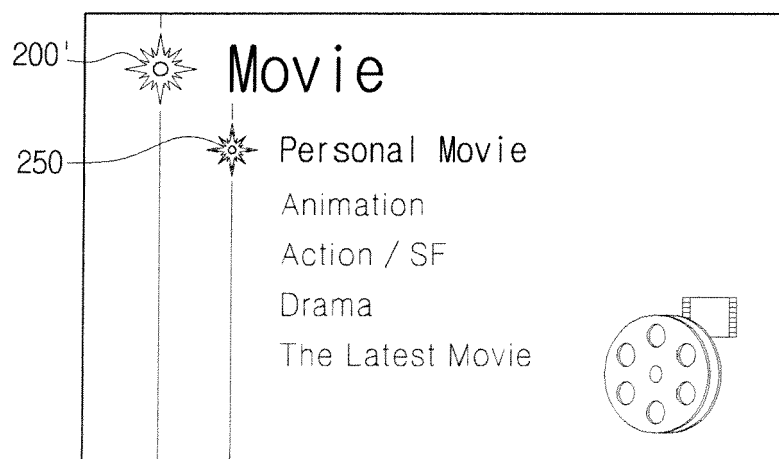 200'
Movie
250
Personal Movie
Animation
Action / SF
Drama
The Latest Movie